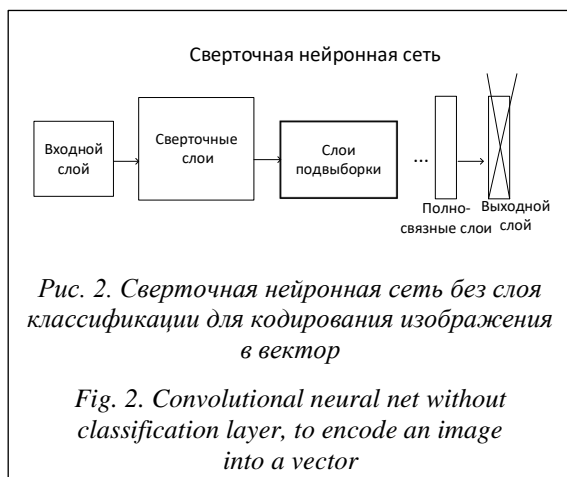 Сверточная нейронная сеть
Входной
слой
Сверточные
слои
Слои
подвыборки
...
Полно-
связные слои
Выходной
слой
Рис. 2. Сверточная нейронная сеть без слоя
классификации для кодирования изображения
в вектор
Fig. 2. Convolutional neural net without
classification layer, to encode an image
into a vector